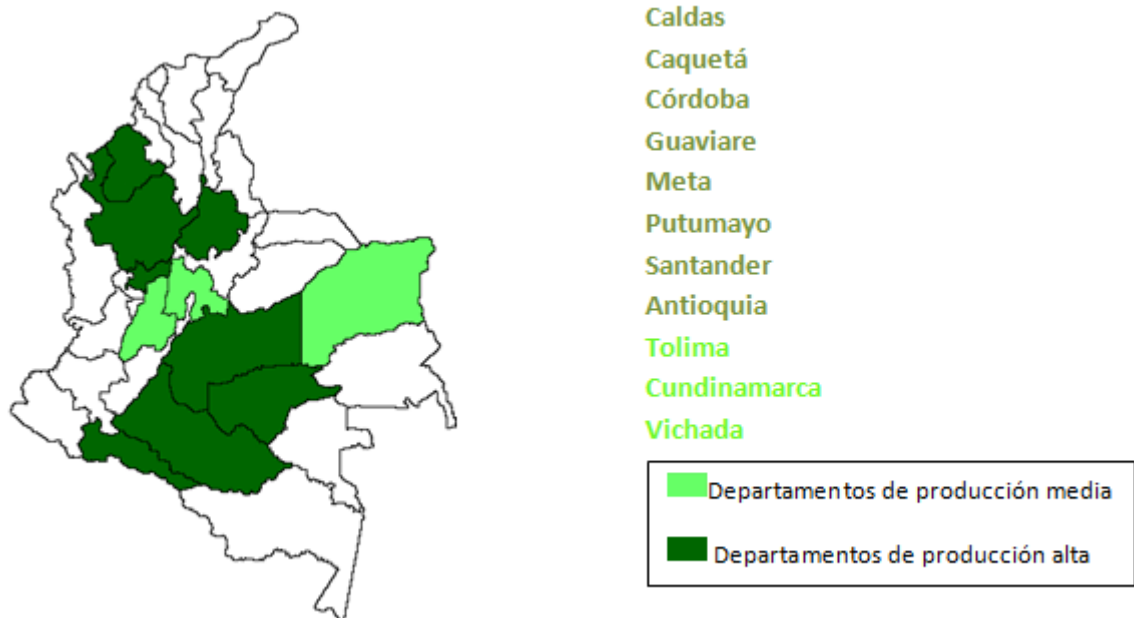 Caldas
Caquetá
Córdoba
Guaviare
Meta
Putumayo
Santander
Antioquia
Tolima
Cundinamarca
Vichada
Departamentos de producción media
Departamentos de producción alta